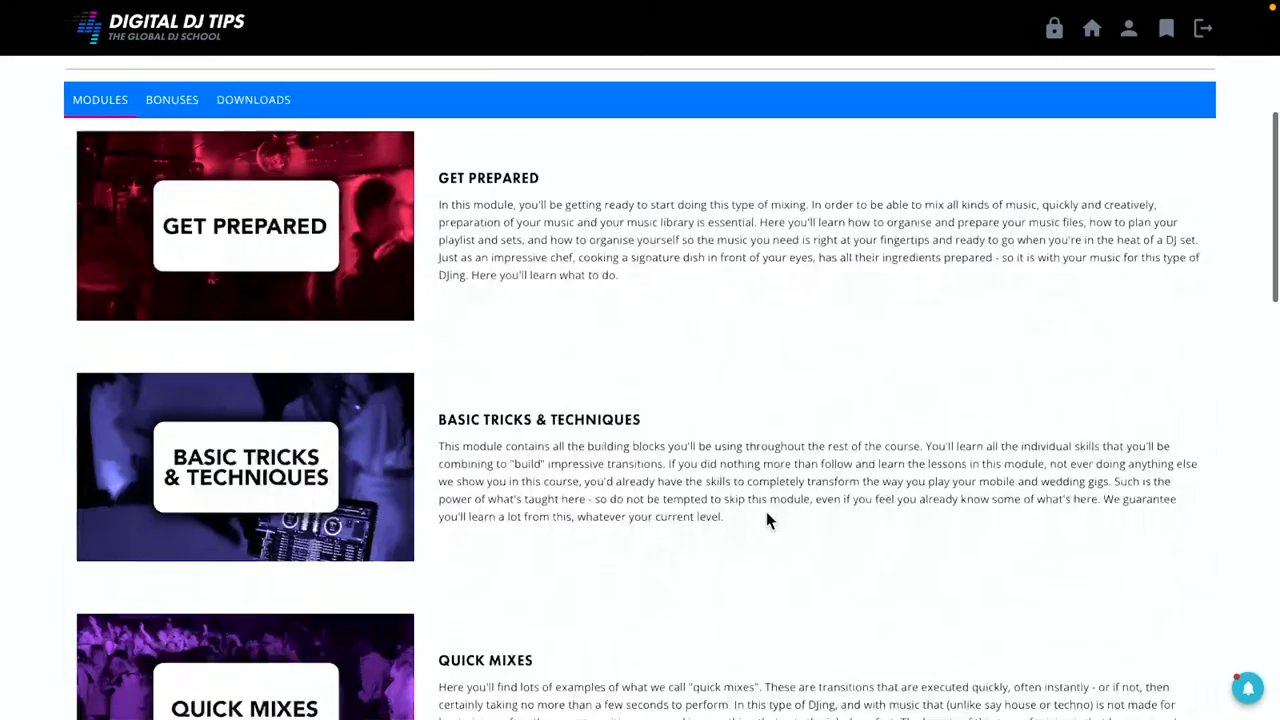 DIGITAL DJ TIPS
THE GLOBAL DJ SCHOOL
MODULES BONUSES DOWNLOADS
GET PREPARED
GET PREPARED
In this module, you'll be getting ready to start doing this type of mixing. In order to be able to mix all kinds of music, quickly and creatively,
preparation of your music and your music library is essential. Here you'll learn how to organise and prepare your music files, how to plan your
playlist and sets, and how to organise yourself so the music you need is right at your fingertips and ready to go when you're in the heat of a DJ set.
Just as an impressive chef, cooking a signature dish in front of your eyes, has all their ingredients prepared - so it is with your music for this type of
DJing. Here you'll learn what to do.
BASIC TRICKS
& TECHNIQUES
BASIC TRICKS & TECHNIQUES
This module contains all the building blocks you'll be using throughout the rest of the course. You'll learn all the individual skills that you'll be
combining to "build" impressive transitions. If you did nothing more than follow and learn the lessons in this module, not ever doing anything else
we show you in this course, you'd already have the skills to completely transform the way you play your mobile and wedding gigs. Such is the
power of what's taught here - so do not be tempted to skip this module, even if you feel you already know some of what's here. We guarantee
you'll learn a lot from this, whatever your current level.
QUICK MIXES
QUICK MIXES
Here you'll find lots of examples of what we call "quick mixes". These are transitions that are executed quickly, often instantly - or if not, then
certainly taking no more than a few seconds to perform. In this type of DJing, and with music that (unlike say house or techno) is not made for